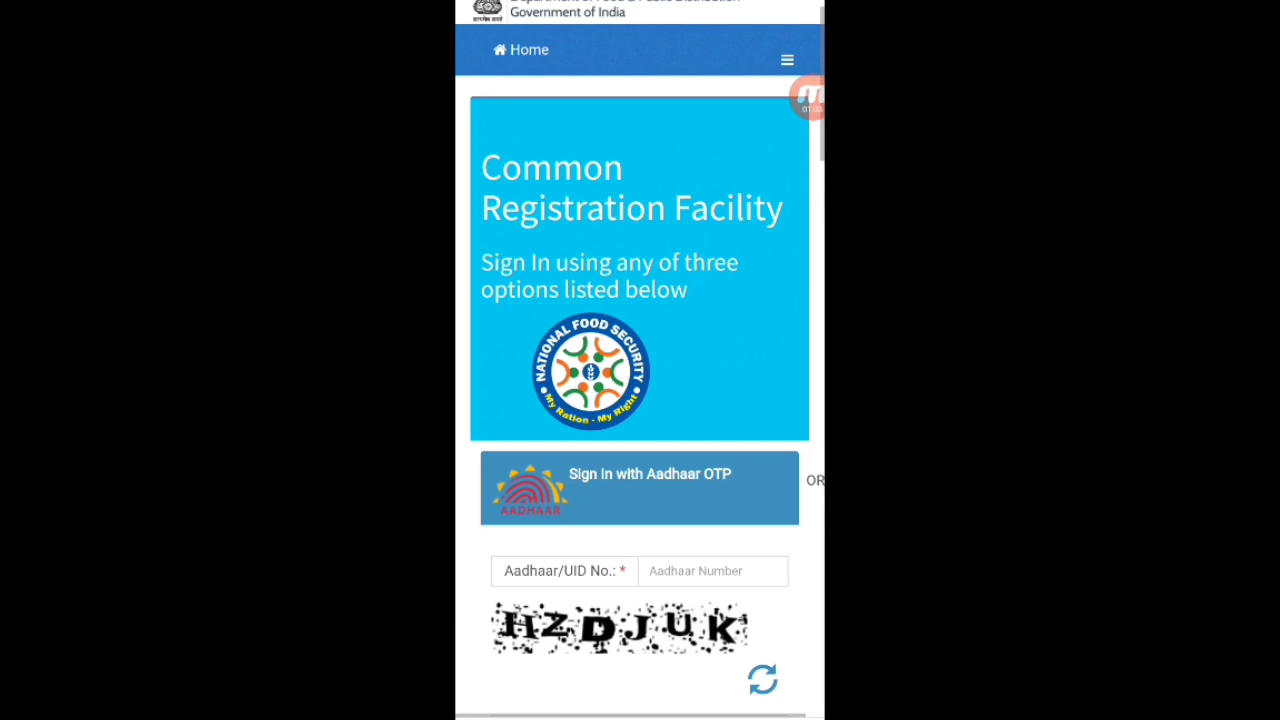 Government of India
Home
Common
Registration Facility
Sign In using any of three
options listed below
NATIONAL FOOD SECURITY
My Ration - My Right
Sign In with Aadhaar OTP
OR
AADHAAR
Aadhaar/UID No.: *
Aadhaar Number
HZDJUK